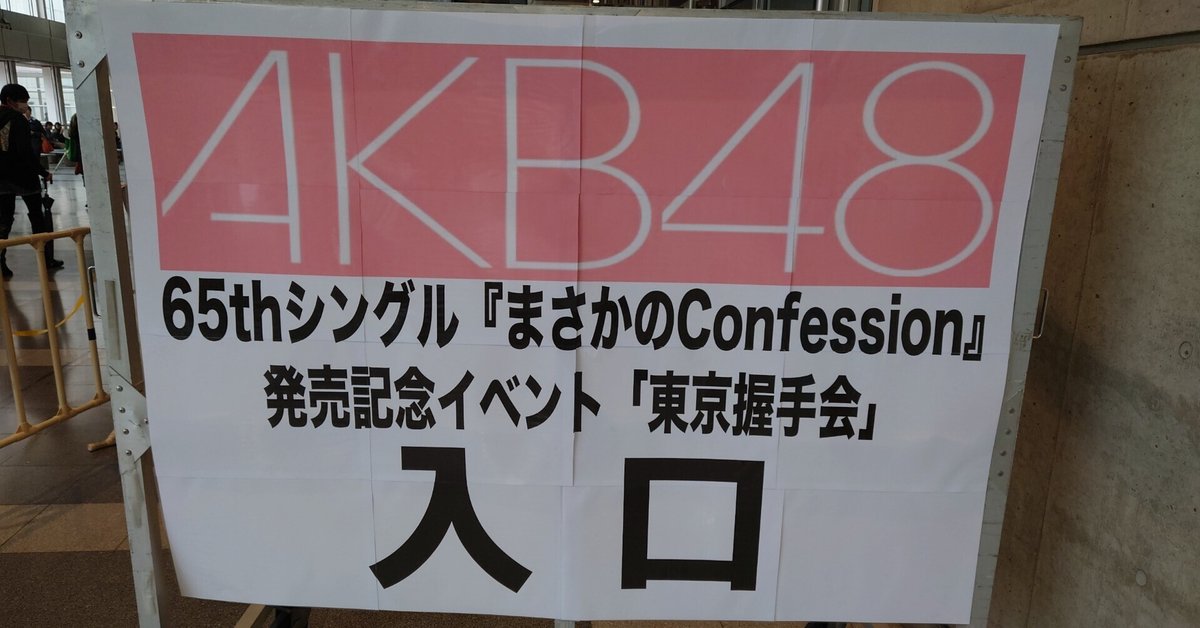 AKB48
65thシングル『まさかのConfession』
発売記念イベント「東京握手会」
入口